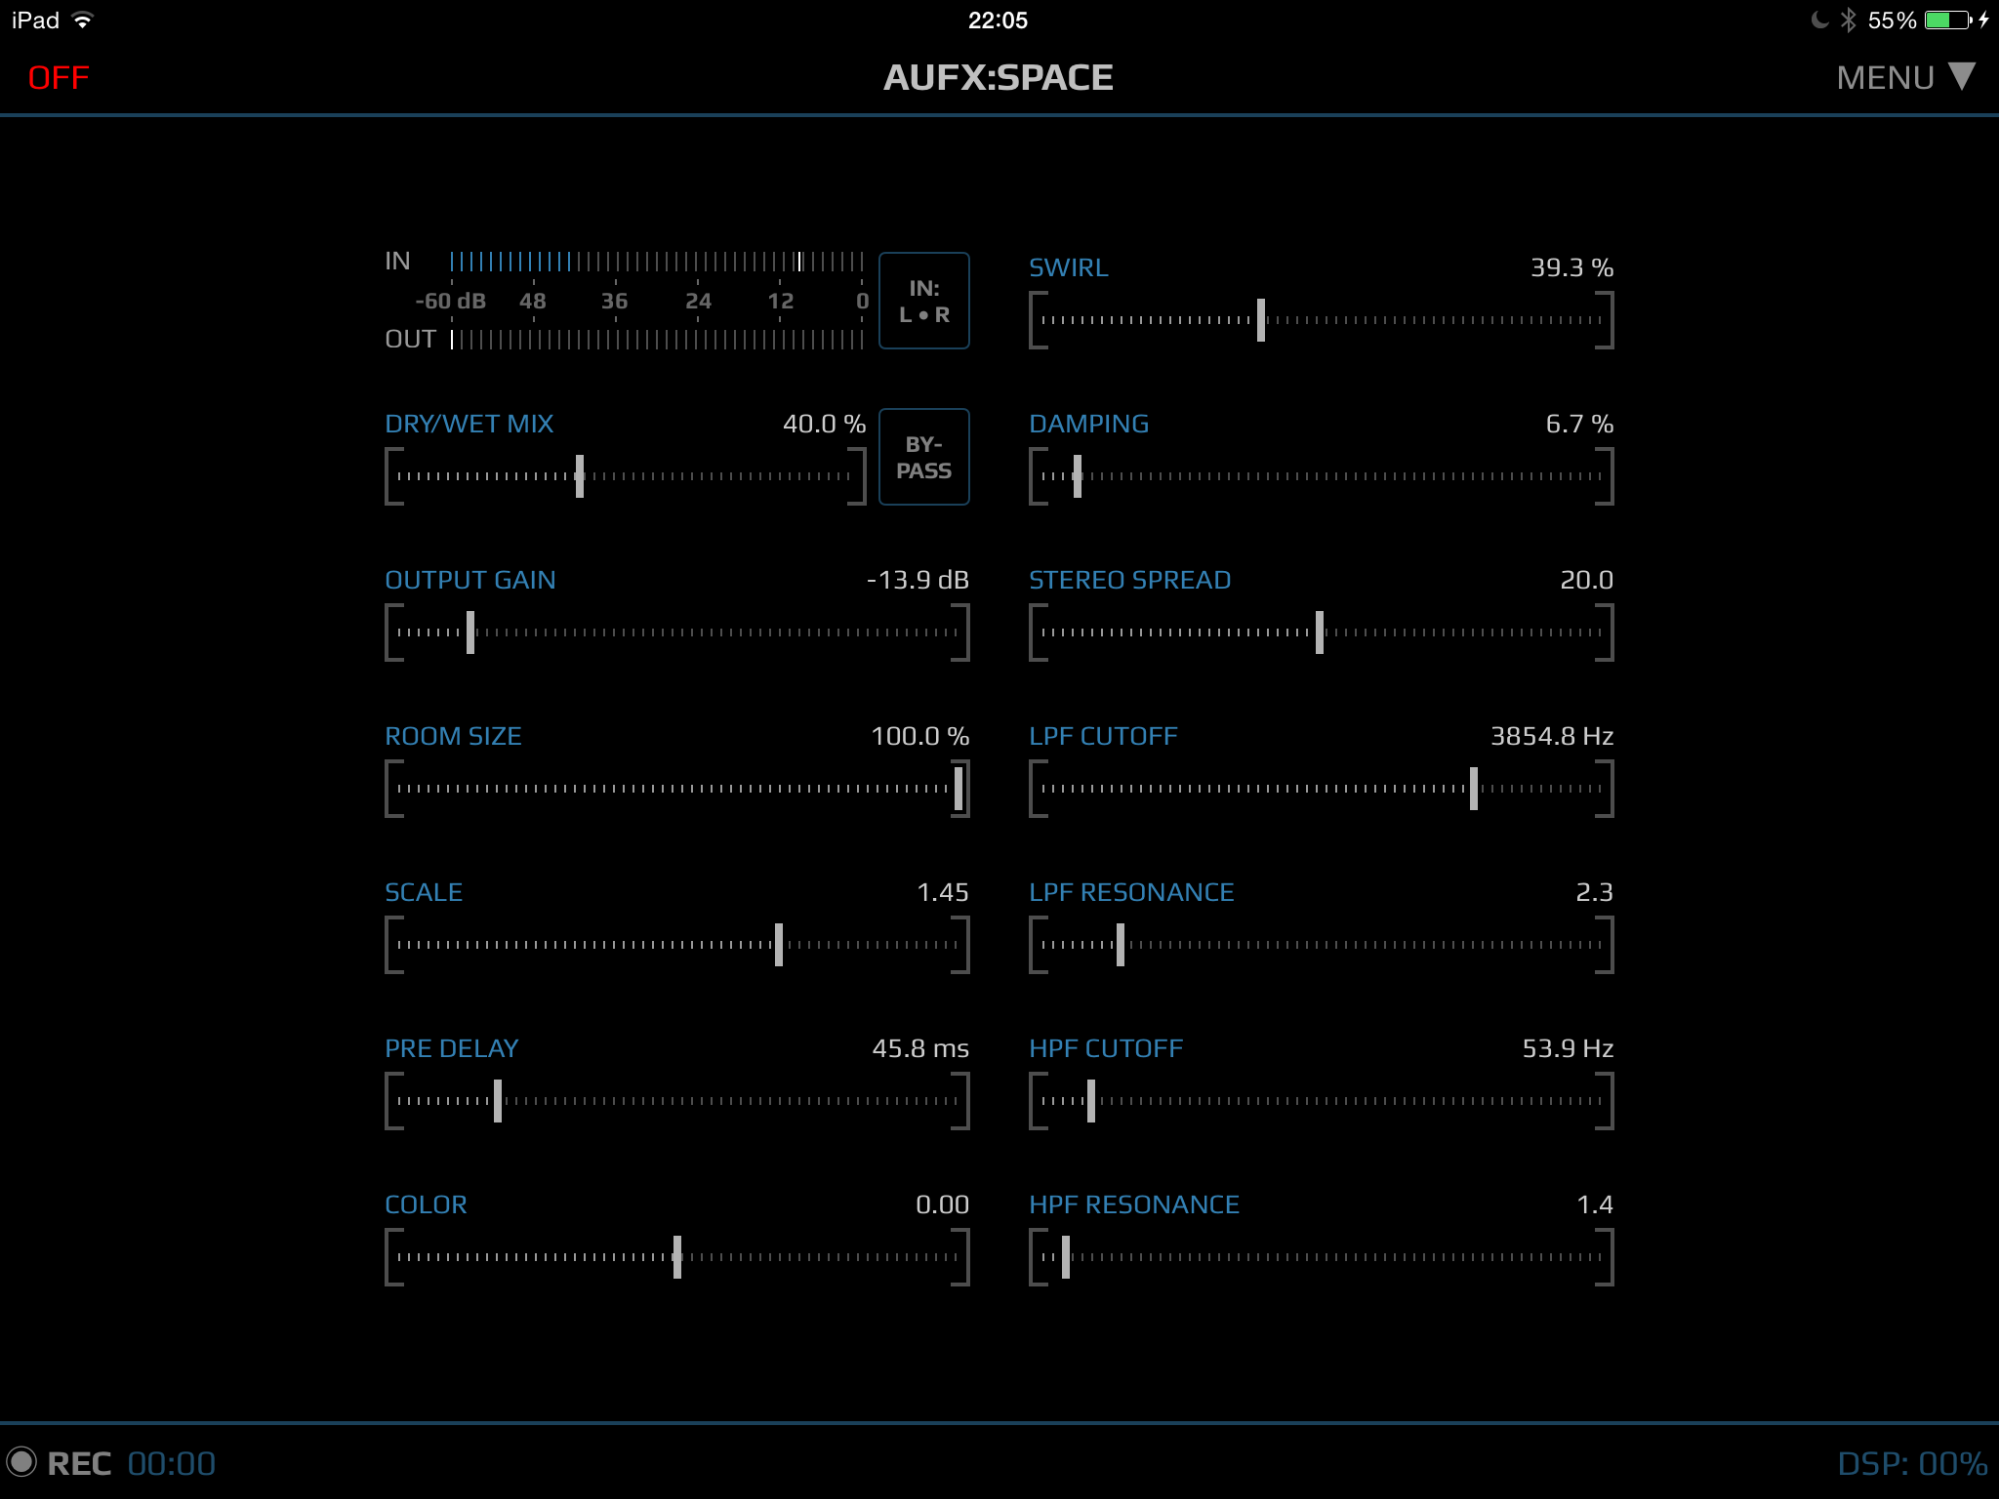 iPad 22:05 55%
OFF AUFX:SPACE MENU ▼
IN
-60 dB 48 36 24 12 0
OUT
IN:
L • R
SWIRL 39.3 %
DRY/WET MIX 40.0 %
BY-
PASS
DAMPING 6.7 %
OUTPUT GAIN -13.9 dB
STEREO SPREAD 20.0
ROOM SIZE 100.0 %
LPF CUTOFF 3854.8 Hz
SCALE 1.45
LPF RESONANCE 2.3
PRE DELAY 45.8 ms
HPF CUTOFF 53.9 Hz
COLOR 0.00
HPF RESONANCE 1.4
REC 00:00 DSP: 00%